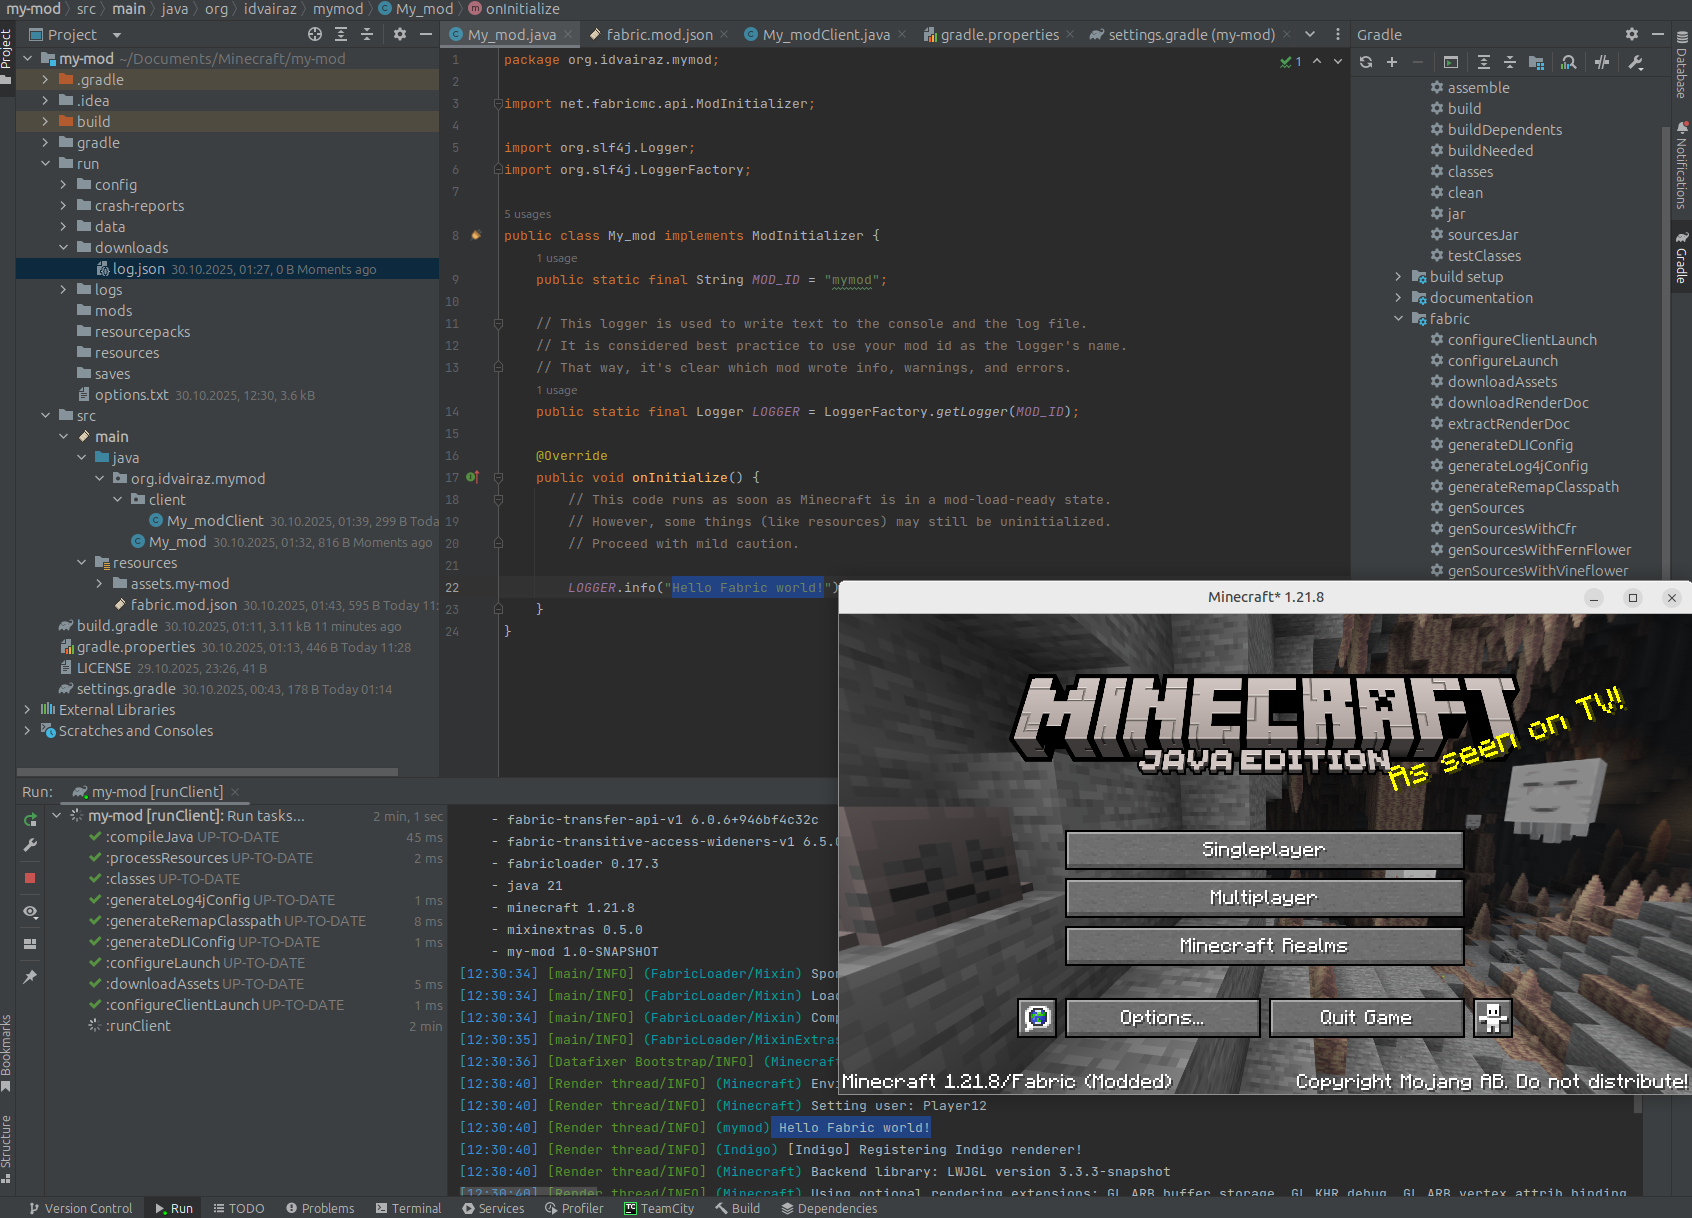 my-mod > src > main > java > org > idvairaz > mymod > My_mod > onInitialize
Project
my-mod ~/Documents/Minecraft/my-mod
.gradle
.idea
build
gradle
run
config
crash-reports
data
downloads
log.json 30.10.2025, 01:27, 0 B Moments ago
logs
mods
resourcepacks
resources
saves
options.txt 30.10.2025, 12:30, 3.6 kB
src
main
java
org.idvairaz.mymod
client
My_modClient 30.10.2025, 01:39, 299 B Toda
My_mod 30.10.2025, 01:32, 816 B Moments ago
resources
assets.my-mod
fabric.mod.json 30.10.2025, 01:43, 595 B Today 11:
build.gradle 30.10.2025, 01:11, 3.11 kB 11 minutes ago
gradle.properties 30.10.2025, 01:13, 446 B Today 11:28
LICENSE 29.10.2025, 23:26, 41 B
settings.gradle 30.10.2025, 00:43, 178 B Today 01:14
External Libraries
Scratches and Consoles
Project
Bookmarks
Structure
My_mod.java
fabric.mod.json
My_modClient.java
gradle.properties
settings.gradle (my-mod)
1
1 package org.idvairaz.mymod;
2
3 import net.fabricmc.api.ModInitializer;
4
5 import org.slf4j.Logger;
6 import org.slf4j.LoggerFactory;
7
5 usages
8 public class My_mod implements ModInitializer {
1 usage
9 public static final String MOD_ID = "mymod";
10
11 // This logger is used to write text to the console and the log file.
12 // It is considered best practice to use your mod id as the logger's name.
13 // That way, it's clear which mod wrote info, warnings, and errors.
1 usage
14 public static final Logger LOGGER = LoggerFactory.getLogger(MOD_ID);
15
16 @Override
17 public void onInitialize() {
18 // This code runs as soon as Minecraft is in a mod-load-ready state.
19 // However, some things (like resources) may still be uninitialized.
20 // Proceed with mild caution.
21
22 LOGGER.info("Hello Fabric world!")
23 }
24 }
Gradle
assemble
build
buildDependents
buildNeeded
classes
clean
jar
sourcesJar
testClasses
build setup
documentation
fabric
configureClientLaunch
configureLaunch
downloadAssets
downloadRenderDoc
extractRenderDoc
generateDLIConfig
generateLog4jConfig
generateRemapClasspath
genSources
genSourcesWithCfr
genSourcesWithFernFlower
genSourcesWithVineflower
Database
Notifications
Gradle
Minecraft* 1.21.8
MINECRAFT
JAVA EDITION
As seen on TV!
Singleplayer
Multiplayer
Minecraft Realms
Options...
Quit Game
Minecraft 1.21.8/Fabric (Modded)
Copyright Mojang AB. Do not distribute!
Run:
my-mod [runClient]
my-mod [runClient]: Run tasks... 2 min, 1 sec
:compileJava UP-TO-DATE 45 ms
:processResources UP-TO-DATE 2 ms
:classes UP-TO-DATE
:generateLog4jConfig UP-TO-DATE 1 ms
:generateRemapClasspath UP-TO-DATE 8 ms
:generateDLIConfig UP-TO-DATE 1 ms
:configureLaunch UP-TO-DATE
:downloadAssets UP-TO-DATE 5 ms
:configureClientLaunch UP-TO-DATE 1 ms
:runClient 2 min
- fabric-transfer-api-v1 6.0.6+946bf4c32c
- fabric-transitive-access-wideners-v1 6.5.0
- fabricloader 0.17.3
- java 21
- minecraft 1.21.8
- mixinextras 0.5.0
- my-mod 1.0-SNAPSHOT
[12:30:34] [main/INFO] (FabricLoader/Mixin) Spon
[12:30:34] [main/INFO] (FabricLoader/Mixin) Load
[12:30:34] [main/INFO] (FabricLoader/Mixin) Comp
[12:30:35] [main/INFO] (FabricLoader/MixinExtras
[12:30:36] [Datafixer Bootstrap/INFO] (Minecraft
[12:30:40] [Render thread/INFO] (Minecraft) Envi
[12:30:40] [Render thread/INFO] (Minecraft) Setting user: Player12
[12:30:40] [Render thread/INFO] (mymod) Hello Fabric world!
[12:30:40] [Render thread/INFO] (Indigo) [Indigo] Registering Indigo renderer!
[12:30:40] [Render thread/INFO] (Minecraft) Backend library: LWJGL version 3.3.3-snapshot
[12:30:40] [Render thread/INFO] (Minecraft) Using optional rendering extensions: GL_ARB_buffer_storage, GL_KHR_debug, GL_ARB_vertex_attrib_binding,
Version Control
Run
TODO
Problems
Terminal
Services
Profiler
TeamCity
Build
Dependencies